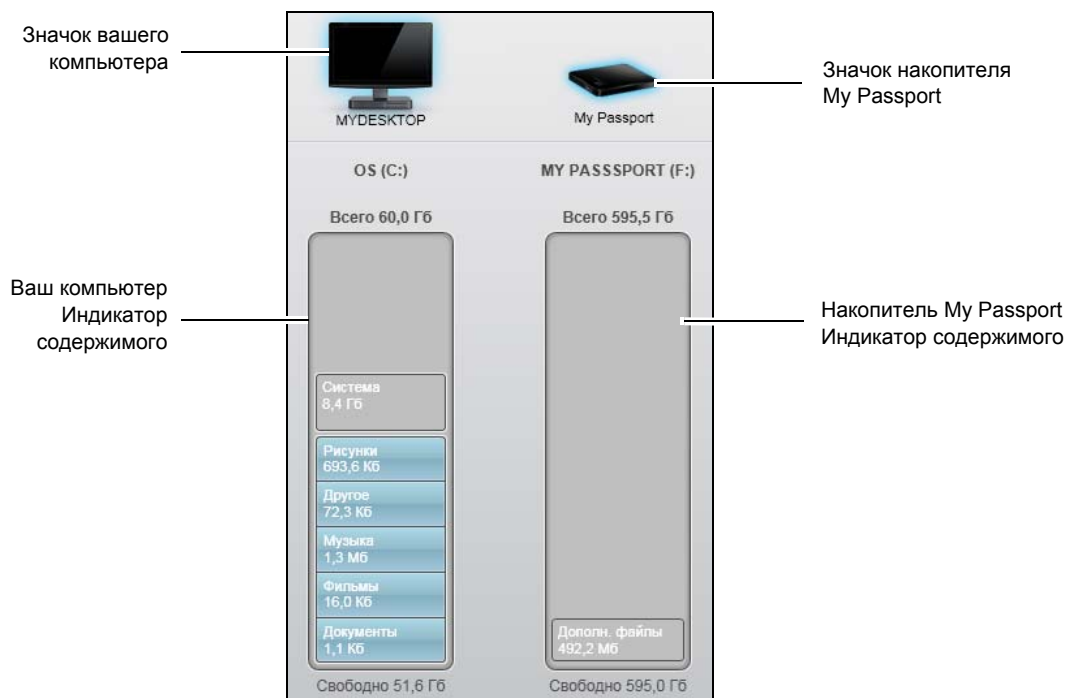 Значок вашего
компьютера
MYDESKTOP
My Passport
Значок накопителя
My Passport
OS (C:)
MY PASSSPORT (F:)
Всего 60,0 Гб
Всего 595,5 Гб
Ваш компьютер
Индикатор
содержимого
Накопитель My Passport
Индикатор содержимого
Система
8,4 Гб
Рисунки
693,6 Кб
Другое
72,3 Кб
Музыка
1,3 Мб
Фильмы
16,0 Кб
Документы
1,1 Кб
Дополн. файлы
492,2 Мб
Свободно 51,6 Гб
Свободно 595,0 Гб